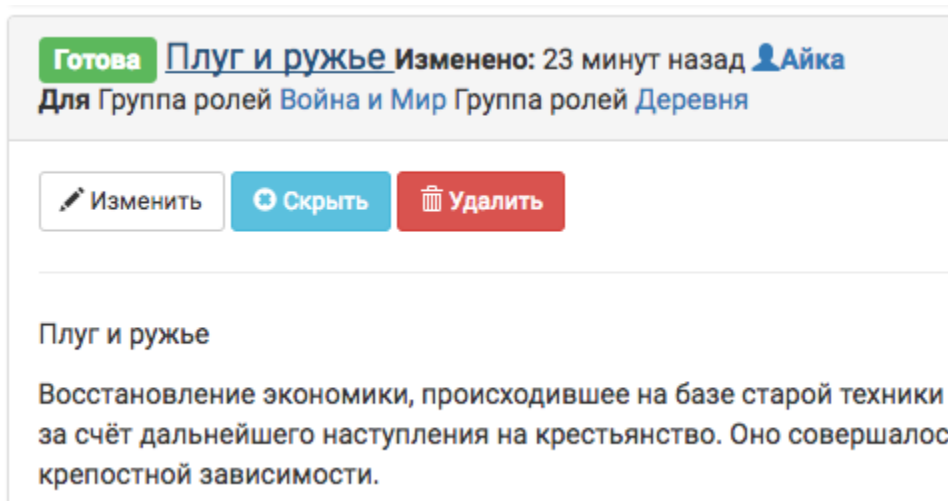 Готова Плуг и ружье Изменено: 23 минут назад Айка
Для Группа ролей Война и Мир Группа ролей Деревня
Изменить Скрыть Удалить
Плуг и ружье
Восстановление экономики, происходившее на базе старой техники
за счёт дальнейшего наступления на крестьянство. Оно совершалос
крепостной зависимости.